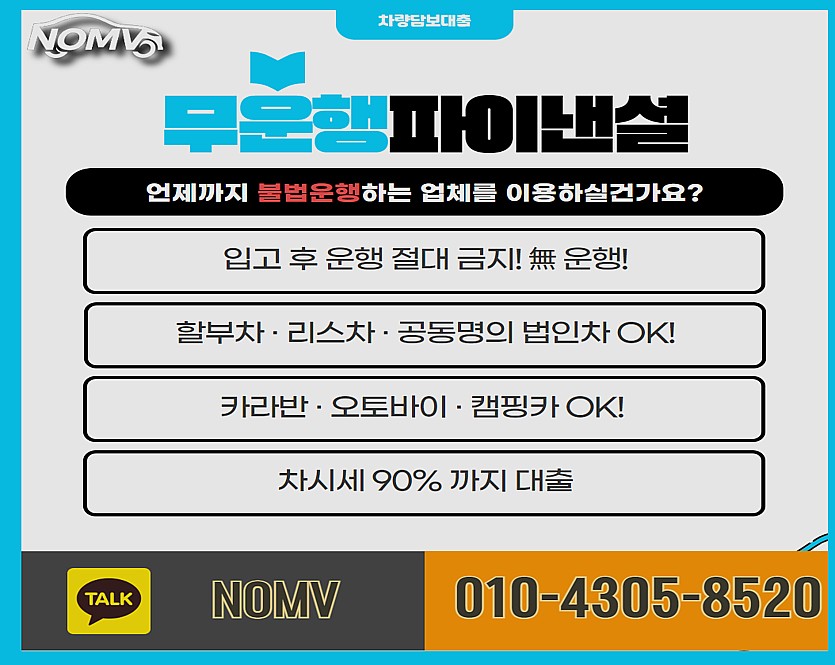 차량담보대출
NOMV
무운행파이낸셜
언제까지 불법운행하는 업체를 이용하실건가요?
입고 후 운행 절대 금지! 無 운행!
할부차 · 리스차 · 공동명의 법인차 OK!
카라반 · 오토바이 · 캠핑카 OK!
차시세 90% 까지 대출
TALK
NOMV
010-4305-8520